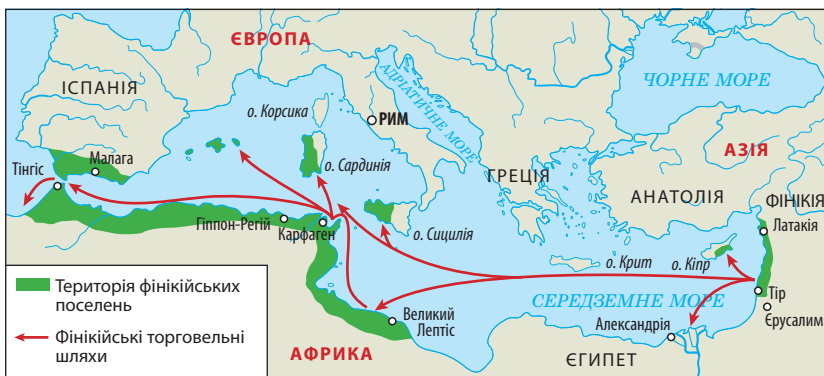 ЄВРОПА
ІСПАНІЯ
ЧОРНЕ МОРЕ
АДРІАТИЧНЕ МОРЕ
о. Корсика
РИМ
Малага
Тінгіс
о. Сардинія
ГРЕЦІЯ
АЗІЯ
АНАТОЛІЯ
ФІНІКІЯ
Латакія
Гіппон-Регій
Карфаген
о. Сицилія
о. Крит
о. Кіпр
Тір
Єрусалим
СЕРЕДЗЕМНЕ МОРЕ
Великий
Лептіс
Александрія
АФРИКА
ЄГИПЕТ
Територія фінікійських
поселень
Фінікійські торговельні
шляхи